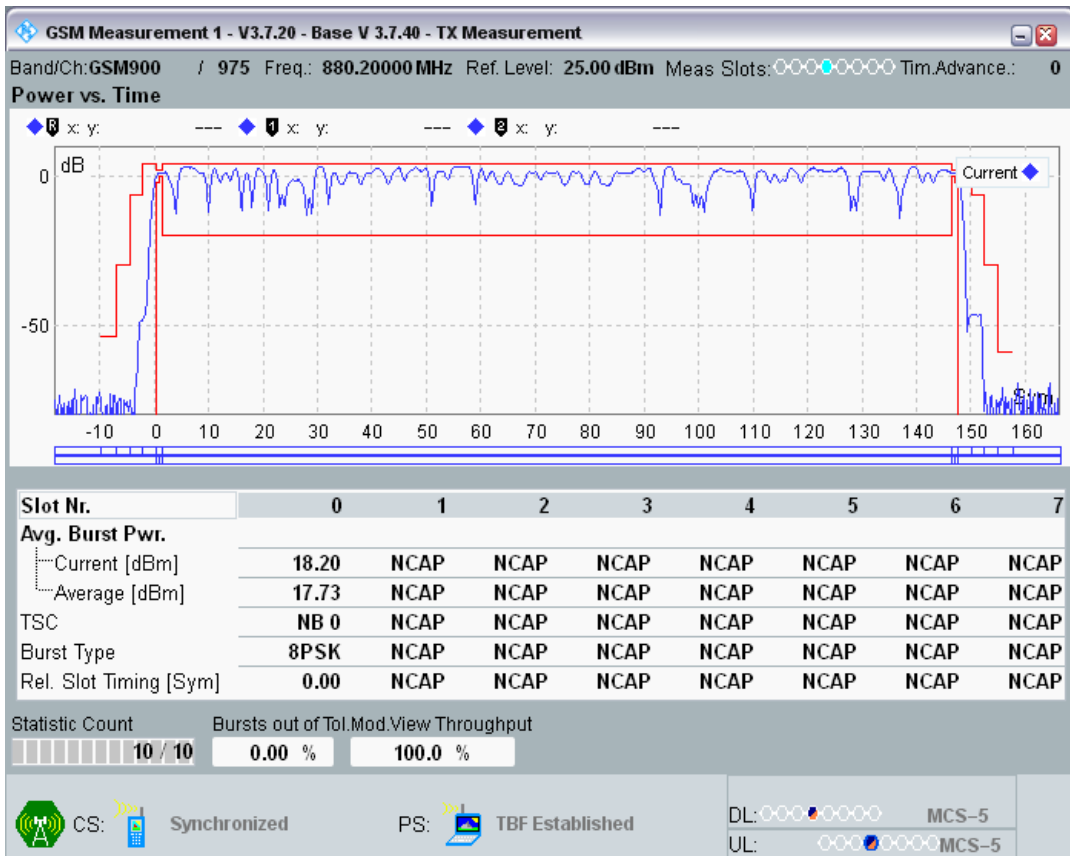 GSM Measurement 1 - V3.7.20 - Base V 3.7.40 - TX Measurement
Band/Ch:GSM900 / 975 Freq.: 880.20000 MHz Ref. Level: 25.00 dBm Meas Slots: Tim.Advance.: 0
Power vs. Time
R x: y: --- 1 x: y: --- 2 x: y: ---
dB
Current
0
-50
Sym
-10 0 10 20 30 40 50 60 70 80 90 100 110 120 130 140 150 160
Slot Nr. 0 1 2 3 4 5 6 7
Avg. Burst Pwr.
Current [dBm] 18.20 NCAP NCAP NCAP NCAP NCAP NCAP NCAP
Average [dBm] 17.73 NCAP NCAP NCAP NCAP NCAP NCAP NCAP
TSC NB 0 NCAP NCAP NCAP NCAP NCAP NCAP NCAP
Burst Type 8PSK NCAP NCAP NCAP NCAP NCAP NCAP NCAP
Rel. Slot Timing [Sym] 0.00 NCAP NCAP NCAP NCAP NCAP NCAP NCAP
Statistic Count Bursts out of Tol.Mod.View Throughput
10 / 10 0.00 % 100.0 %
CS: Synchronized PS: TBF Established
DL: MCS-5
UL: MCS-5